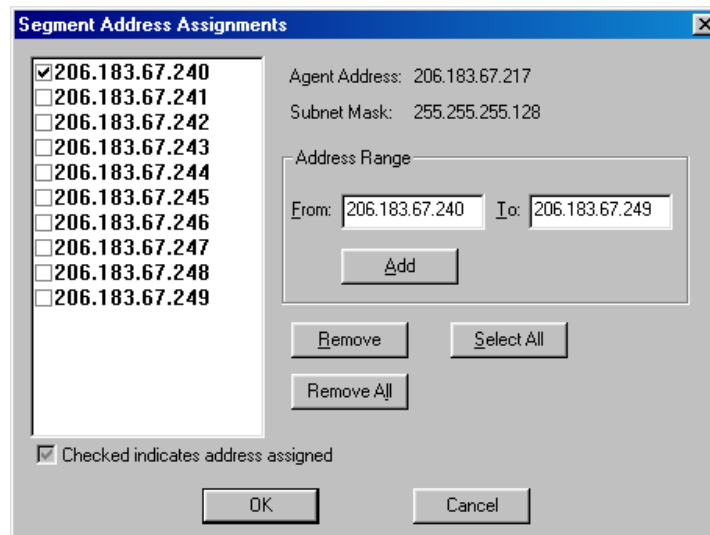 Segment Address Assignments
206.183.67.240
206.183.67.241
206.183.67.242
206.183.67.243
206.183.67.244
206.183.67.245
206.183.67.246
206.183.67.247
206.183.67.248
206.183.67.249
Agent Address: 206.183.67.217
Subnet Mask: 255.255.255.128
Address Range
From: 206.183.67.240 To: 206.183.67.249
Add
Remove Select All
Remove All
Checked indicates address assigned
OK Cancel